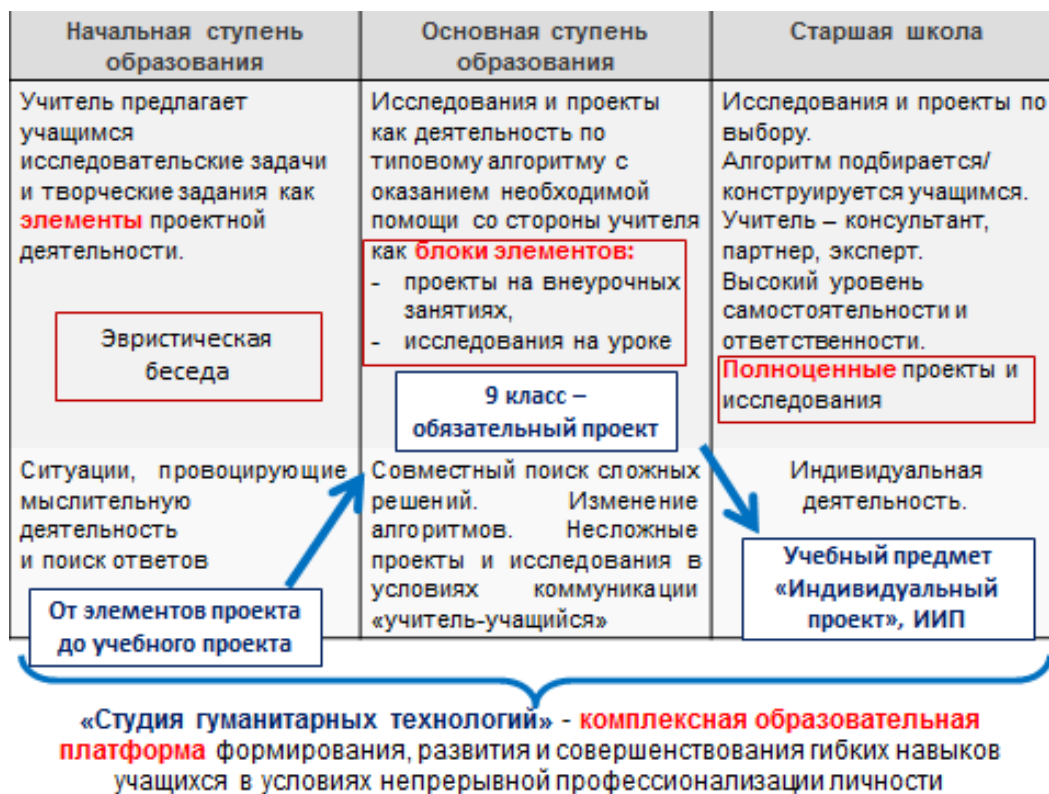 Начальная ступень
образования
Учитель предлагает
учащимся
исследовательские задачи
и творческие задания как
элементы проектной
деятельности.
Эвристическая
беседа
Ситуации, провоцирующие
мыслительную
деятельность
и поиск ответов
От элементов проекта
до учебного проекта
Основная ступень
образования
Исследования и проекты
как деятельность по
типовому алгоритму с
оказанием необходимой
помощи со стороны учителя
как блоки элементов:
- проекты на внеурочных
занятиях,
- исследования на уроке
9 класс –
обязательный проект
Совместный поиск сложных
решений. Изменение
алгоритмов. Несложные
проекты и исследования в
условиях коммуникации
«учитель-учащийся»
Старшая школа
Исследования и проекты по
выбору.
Алгоритм подбирается/
конструируется учащимся.
Учитель – консультант,
партнер, эксперт.
Высокий уровень
самостоятельности и
ответственности.
Полноценные проекты и
исследования
Индивидуальная
деятельность.
Учебный предмет
«Индивидуальный
проект», ИИП
«Студия гуманитарных технологий» - комплексная образовательная
платформа формирования, развития и совершенствования гибких навыков
учащихся в условиях непрерывной профессионализации личности